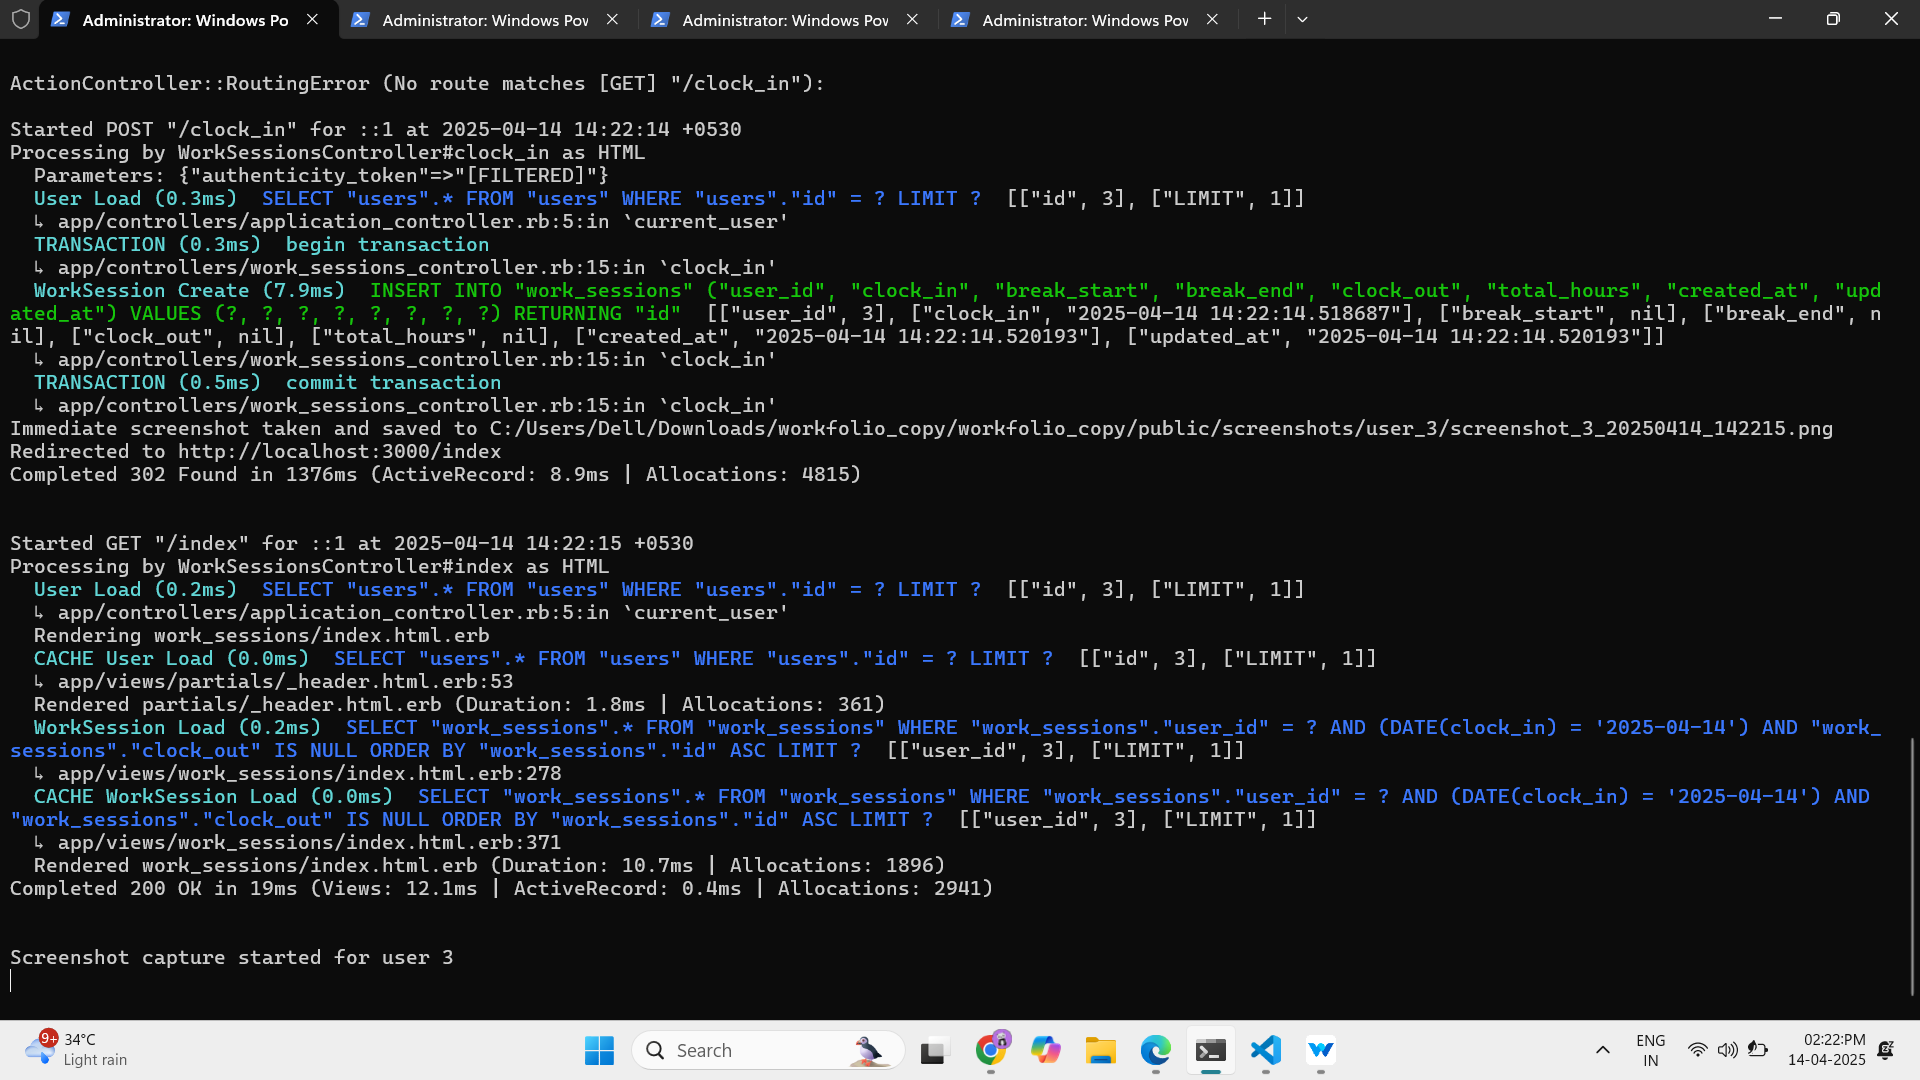 Administrator: Windows Po
Administrator: Windows Pov
Administrator: Windows Pov
Administrator: Windows Pov
ActionController::RoutingError (No route matches [GET] "/clock_in"):
Started POST "/clock_in" for ::1 at 2025-04-14 14:22:14 +0530
Processing by WorkSessionsController#clock_in as HTML
  Parameters: {"authenticity_token"=>"[FILTERED]"}
  User Load (0.3ms)  SELECT "users".* FROM "users" WHERE "users"."id" = ? LIMIT ?  [["id", 3], ["LIMIT", 1]]
  ↳ app/controllers/application_controller.rb:5:in `current_user'
  TRANSACTION (0.3ms)  begin transaction
  ↳ app/controllers/work_sessions_controller.rb:15:in `clock_in'
  WorkSession Create (7.9ms)  INSERT INTO "work_sessions" ("user_id", "clock_in", "break_start", "break_end", "clock_out", "total_hours", "created_at", "upd
ated_at") VALUES (?, ?, ?, ?, ?, ?, ?, ?) RETURNING "id"  [["user_id", 3], ["clock_in", "2025-04-14 14:22:14.518687"], ["break_start", nil], ["break_end", n
il], ["clock_out", nil], ["total_hours", nil], ["created_at", "2025-04-14 14:22:14.520193"], ["updated_at", "2025-04-14 14:22:14.520193"]]
  ↳ app/controllers/work_sessions_controller.rb:15:in `clock_in'
  TRANSACTION (0.5ms)  commit transaction
  ↳ app/controllers/work_sessions_controller.rb:15:in `clock_in'
Immediate screenshot taken and saved to C:/Users/Dell/Downloads/workfolio_copy/workfolio_copy/public/screenshots/user_3/screenshot_3_20250414_142215.png
Redirected to http://localhost:3000/index
Completed 302 Found in 1376ms (ActiveRecord: 8.9ms | Allocations: 4815)
Started GET "/index" for ::1 at 2025-04-14 14:22:15 +0530
Processing by WorkSessionsController#index as HTML
  User Load (0.2ms)  SELECT "users".* FROM "users" WHERE "users"."id" = ? LIMIT ?  [["id", 3], ["LIMIT", 1]]
  ↳ app/controllers/application_controller.rb:5:in `current_user'
  Rendering work_sessions/index.html.erb
  CACHE User Load (0.0ms)  SELECT "users".* FROM "users" WHERE "users"."id" = ? LIMIT ?  [["id", 3], ["LIMIT", 1]]
  ↳ app/views/partials/_header.html.erb:53
  Rendered partials/_header.html.erb (Duration: 1.8ms | Allocations: 361)
  WorkSession Load (0.2ms)  SELECT "work_sessions".* FROM "work_sessions" WHERE "work_sessions"."user_id" = ? AND (DATE(clock_in) = '2025-04-14') AND "work_
sessions"."clock_out" IS NULL ORDER BY "work_sessions"."id" ASC LIMIT ?  [["user_id", 3], ["LIMIT", 1]]
  ↳ app/views/work_sessions/index.html.erb:278
  CACHE WorkSession Load (0.0ms)  SELECT "work_sessions".* FROM "work_sessions" WHERE "work_sessions"."user_id" = ? AND (DATE(clock_in) = '2025-04-14') AND
"work_sessions"."clock_out" IS NULL ORDER BY "work_sessions"."id" ASC LIMIT ?  [["user_id", 3], ["LIMIT", 1]]
  ↳ app/views/work_sessions/index.html.erb:371
  Rendered work_sessions/index.html.erb (Duration: 10.7ms | Allocations: 1896)
Completed 200 OK in 19ms (Views: 12.1ms | ActiveRecord: 0.4ms | Allocations: 2941)
Screenshot capture started for user 3
9+
34°C
Light rain
Search
ENG
IN
02:22:PM
14-04-2025